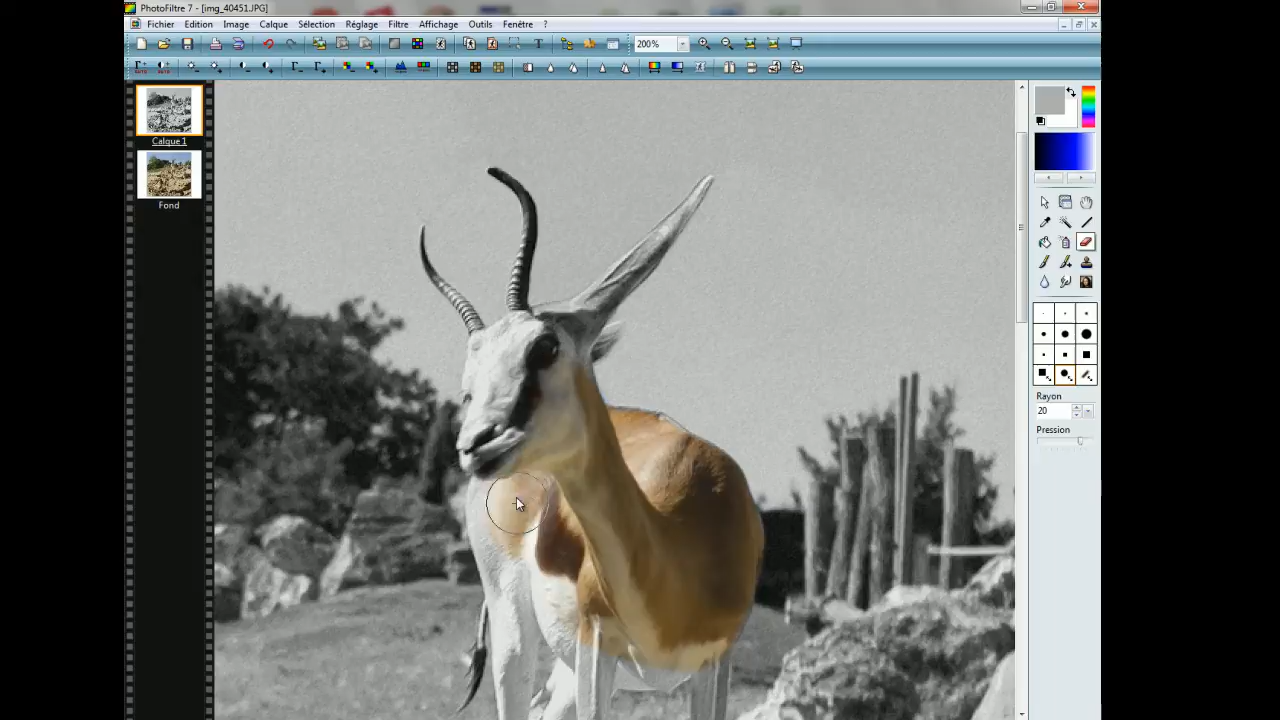 PhotoFiltre 7 - [img_40451.JPG]
Fichier Edition Image Calque Sélection Réglage Filtre Affichage Outils Fenêtre ?
200%
Calque 1
Fond
Rayon
20
Pression